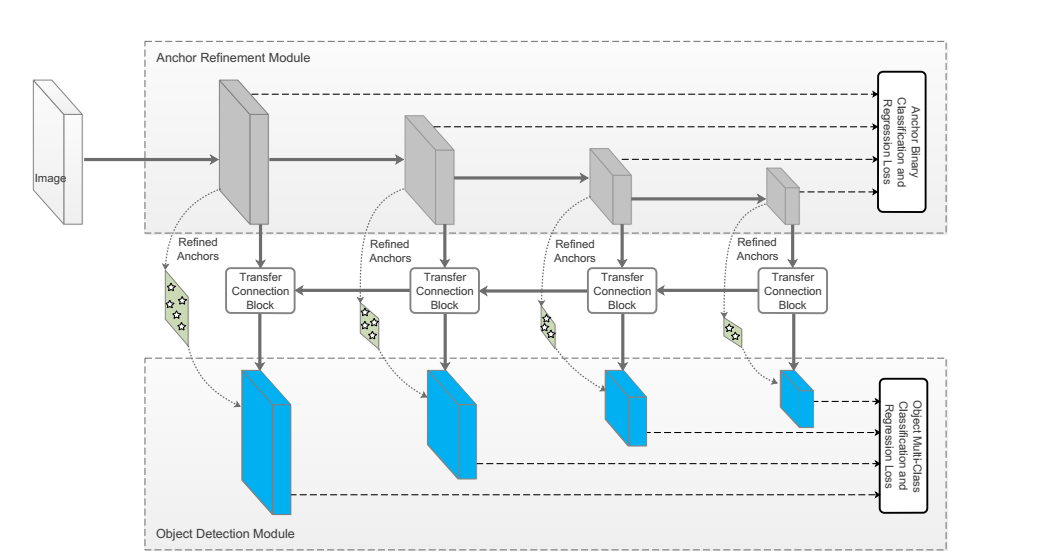 Anchor Refinement Module
Image
Anchor Binary
Classification and
Regression Loss
Refined
Anchors
Refined
Anchors
Refined
Anchors
Refined
Anchors
Transfer
Connection
Block
Transfer
Connection
Block
Transfer
Connection
Block
Transfer
Connection
Block
Object Multi-Class
Classification and
Regression Loss
Object Detection Module